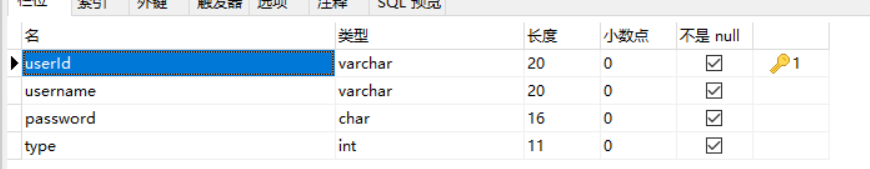 栏位 索引 外键 触发器 选项 注释 SQL 预览
名 类型 长度 小数点 不是 null
userId varchar 20 0 1
username varchar 20 0
password char 16 0
type int 11 0